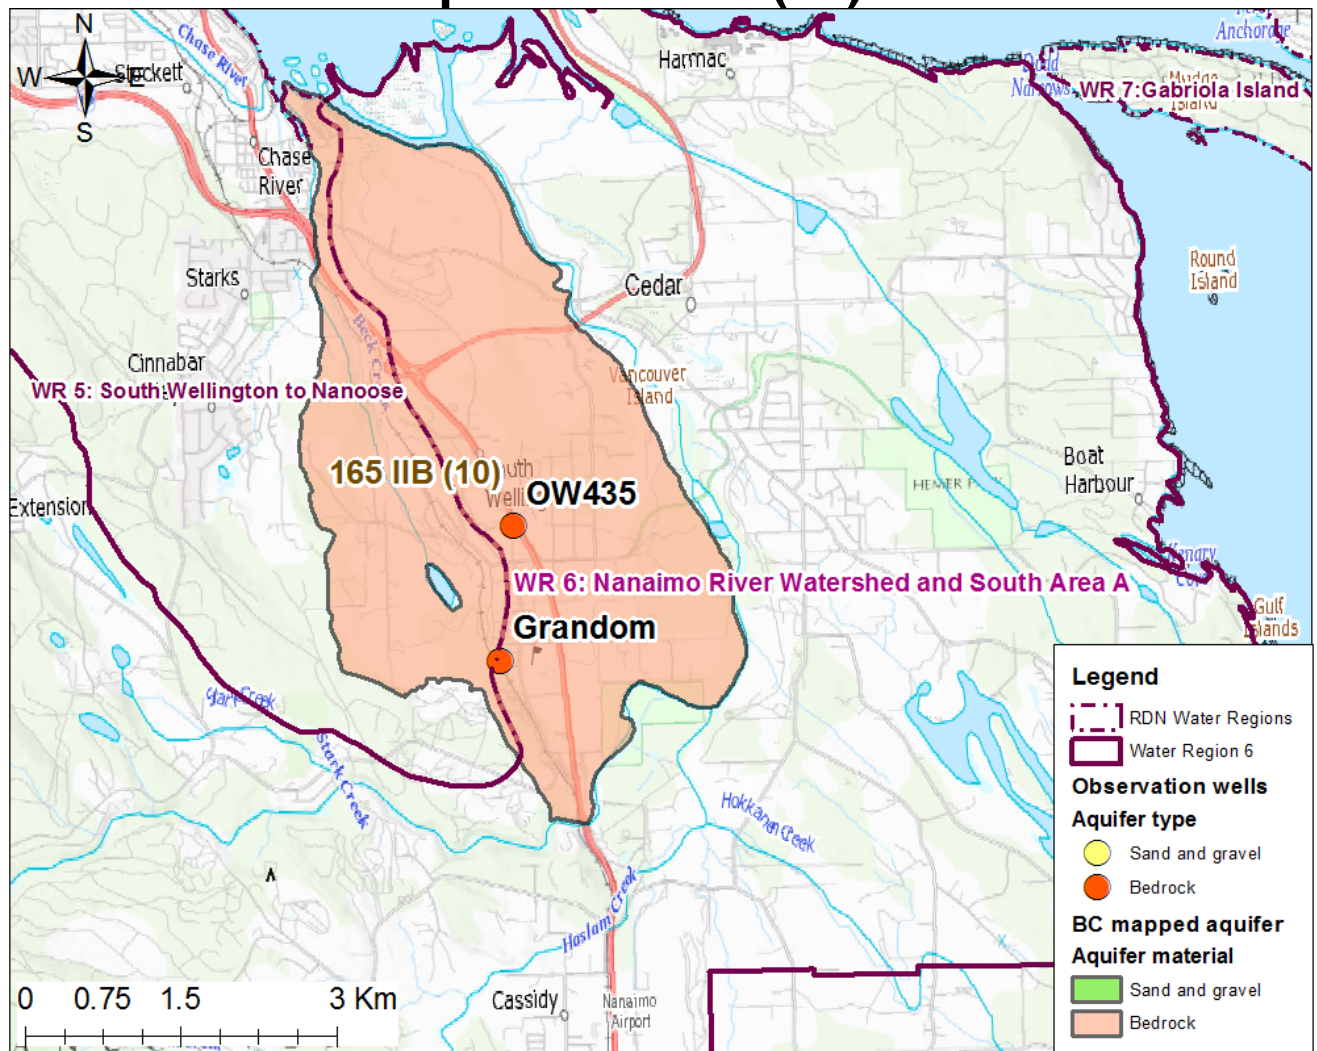 N
W
E
S
Chase River
Chase
River
Starks
Cinnabar
WR 5: South Wellington to Nanoose
Extension
Beck
Harmac
Dodd
Narrows
Anchorage
Mudge
Island
WR 7:Gabriola Island
Round
Island
Cedar
Vancouver
Island
165 IIB (10)
OW435
Boat
Harbour
WR 6: Nanaimo River Watershed and South Area A
Grandom
Gulf
Islands
Stark Creek
Hokkanen Creek
Haslam Creek
Cassidy
Nanaimo
Airport
0 0.75 1.5 3 Km
Legend
RDN Water Regions
Water Region 6
Observation wells
Aquifer type
Sand and gravel
Bedrock
BC mapped aquifer
Aquifer material
Sand and gravel
Bedrock